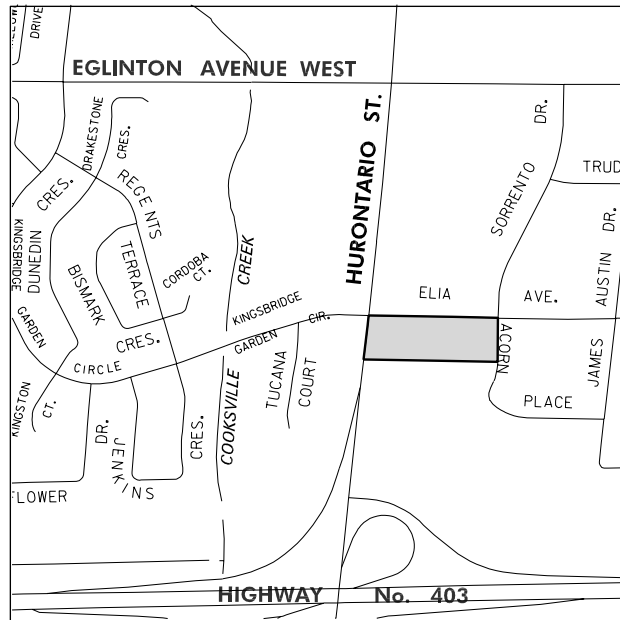 DRIVE
EGLINTON AVENUE WEST
HURONTARIO ST.
DRAKESTONE
CRES.
REGENTS
TERRACE
CRES.
KINGSBRIDGE
GARDEN
CIRCLE
DUNEDIN
BISMARK
CRES.
CORDOBA
CT.
COOKSVILLE CREEK
KINGSBRIDGE
GARDEN CIR.
TUCANA
COURT
SORRENTO DR.
TRUD
ELIA AVE.
JAMES AUSTIN DR.
ACORN
PLACE
KINGSTON
CT.
DR.
JENKINS
CRES.
FLOWER
HIGHWAY No. 403